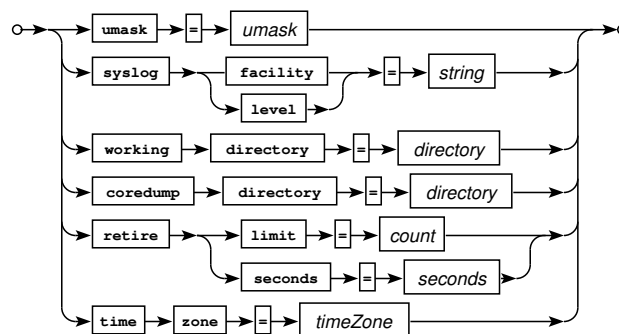 umask = umask
syslog facility = string
level
working directory = directory
coredump directory = directory
retire limit = count
seconds = seconds
time zone = timeZone